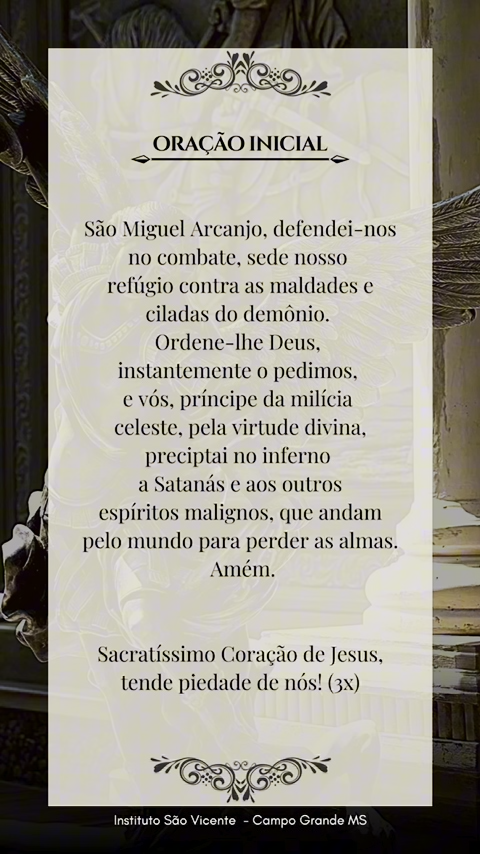 ORAÇÃO INICIAL
São Miguel Arcanjo, defendei-nos
no combate, sede nosso
refúgio contra as maldades e
ciladas do demônio.
Ordene-lhe Deus,
instantemente o pedimos,
e vós, príncipe da milícia
celeste, pela virtude divina,
preciptai no inferno
a Satanás e aos outros
espíritos malignos, que andam
pelo mundo para perder as almas.
Amém.
Sacratíssimo Coração de Jesus,
tende piedade de nós! (3x)
Instituto São Vicente - Campo Grande MS